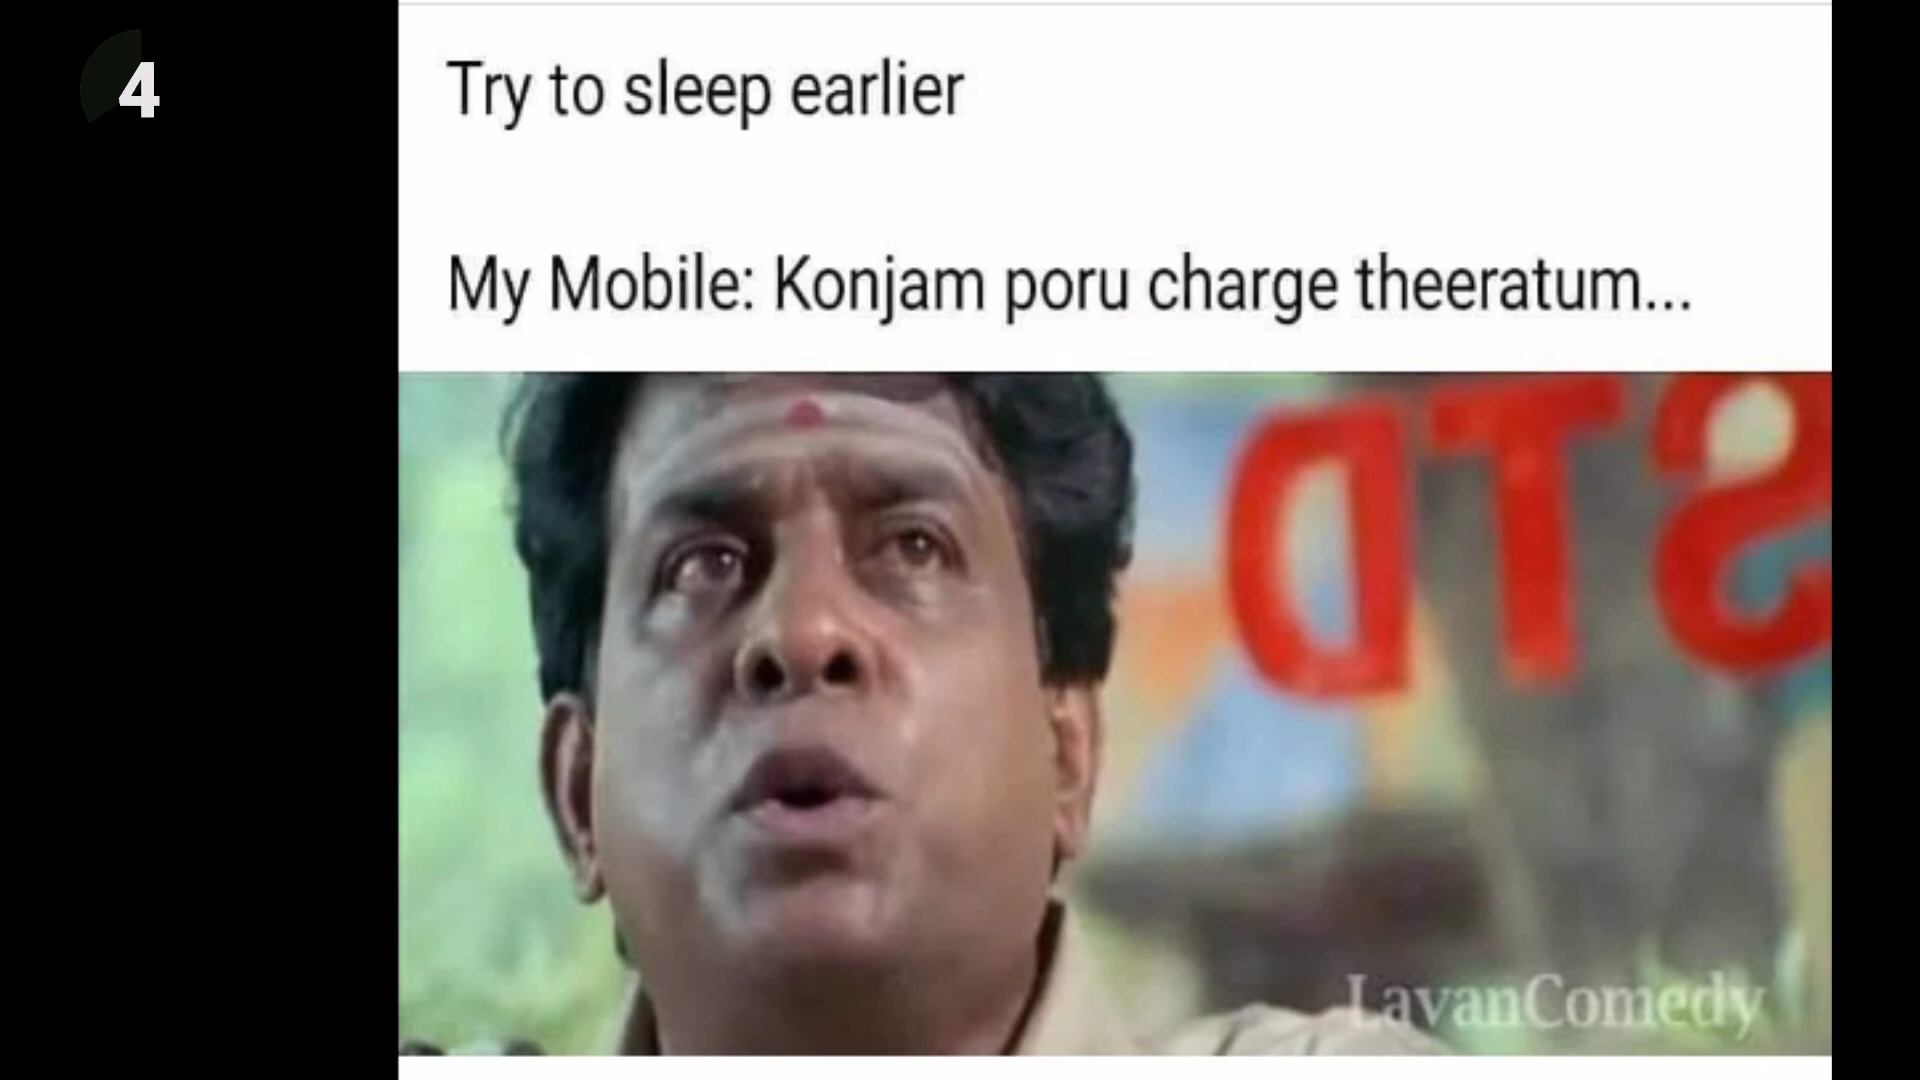 4
Try to sleep earlier
My Mobile: Konjam poru charge theeratum...
STD
LavanComedy